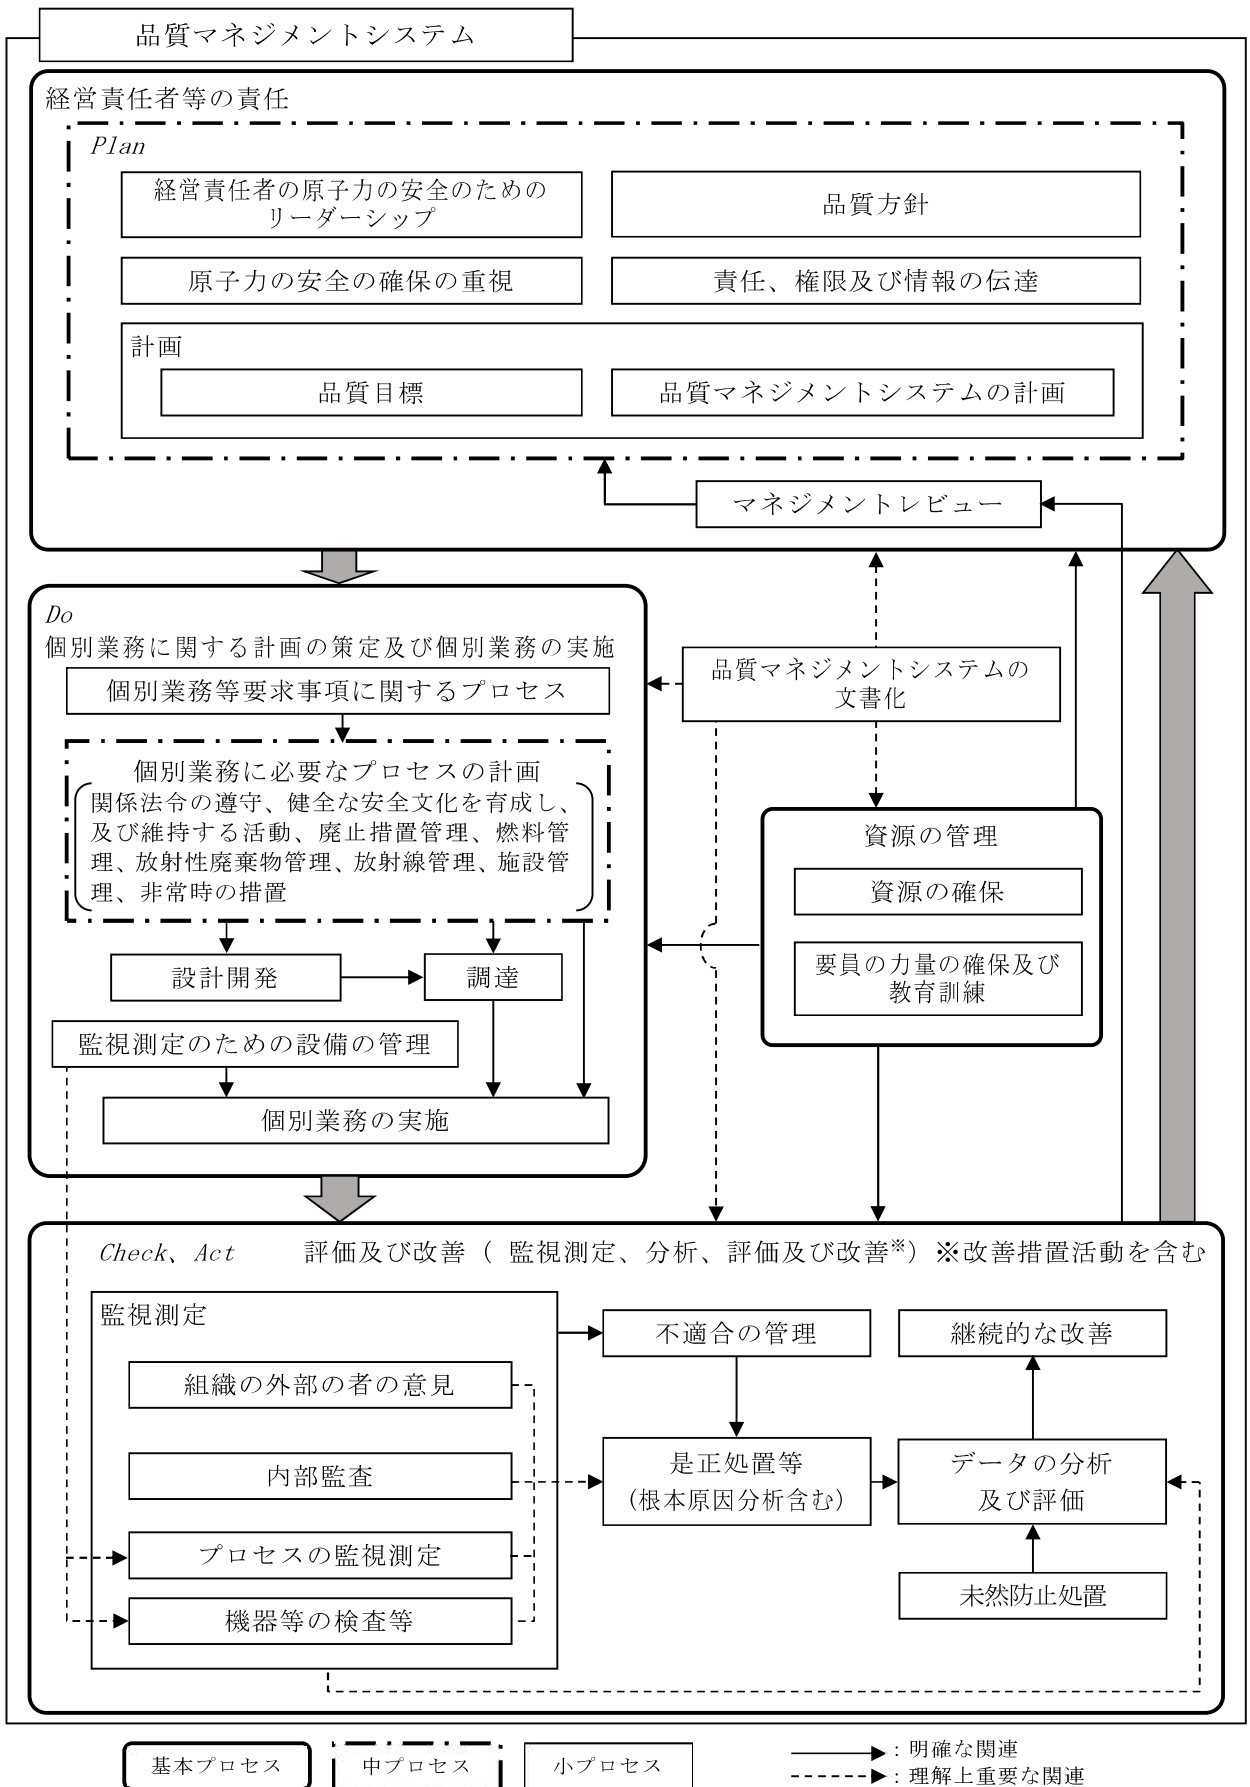 品質マネジメントシステム
経営責任者等の責任
Plan
経営責任者の原子力の安全のための
リーダーシップ
品質方針
原子力の安全の確保の重視
責任、権限及び情報の伝達
計画
品質目標
品質マネジメントシステムの計画
マネジメントレビュー
Do
個別業務に関する計画の策定及び個別業務の実施
個別業務等要求事項に関するプロセス
品質マネジメントシステムの
文書化
個別業務に必要なプロセスの計画
関係法令の遵守、健全な安全文化を育成し、
及び維持する活動、廃止措置管理、燃料管
理、放射性廃棄物管理、放射線管理、施設管
理、非常時の措置
資源の管理
資源の確保
要員の力量の確保及び
教育訓練
設計開発
調達
監視測定のための設備の管理
個別業務の実施
Check、Act 評価及び改善（ 監視測定、分析、評価及び改善※）※改善措置活動を含む
監視測定
組織の外部の者の意見
内部監査
プロセスの監視測定
機器等の検査等
不適合の管理
是正処置等
（根本原因分析含む）
継続的な改善
データの分析
及び評価
未然防止処置
基本プロセス
中プロセス
小プロセス
：明確な関連
：理解上重要な関連